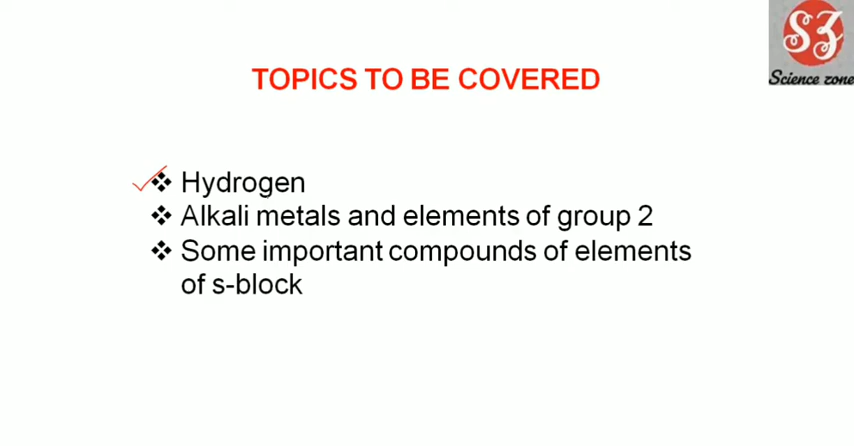 SZ
Science zone
TOPICS TO BE COVERED
Hydrogen
Alkali metals and elements of group 2
Some important compounds of elements
of s-block